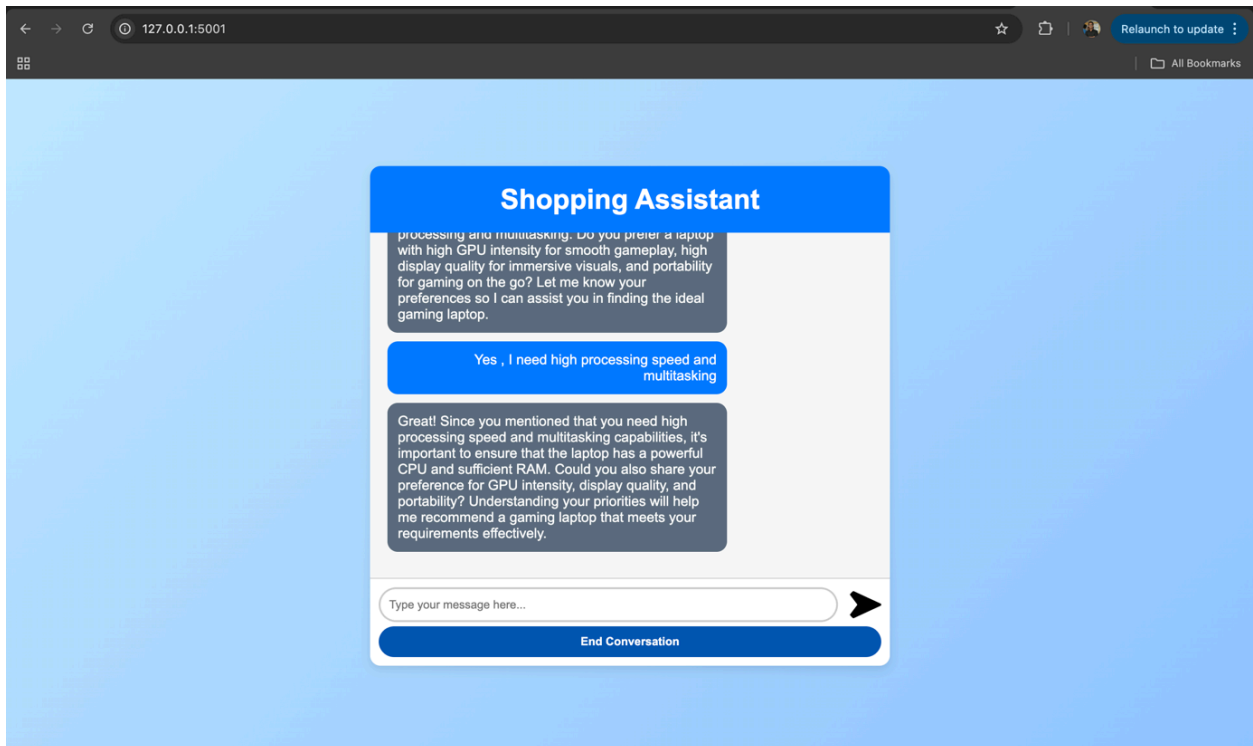 127.0.0.1:5001
Relaunch to update
All Bookmarks
Shopping Assistant
processing and multitasking. Do you prefer a laptop
with high GPU intensity for smooth gameplay, high
display quality for immersive visuals, and portability
for gaming on the go? Let me know your
preferences so I can assist you in finding the ideal
gaming laptop.
Yes , I need high processing speed and
multitasking
Great! Since you mentioned that you need high
processing speed and multitasking capabilities, it's
important to ensure that the laptop has a powerful
CPU and sufficient RAM. Could you also share your
preference for GPU intensity, display quality, and
portability? Understanding your priorities will help
me recommend a gaming laptop that meets your
requirements effectively.
Type your message here...
End Conversation